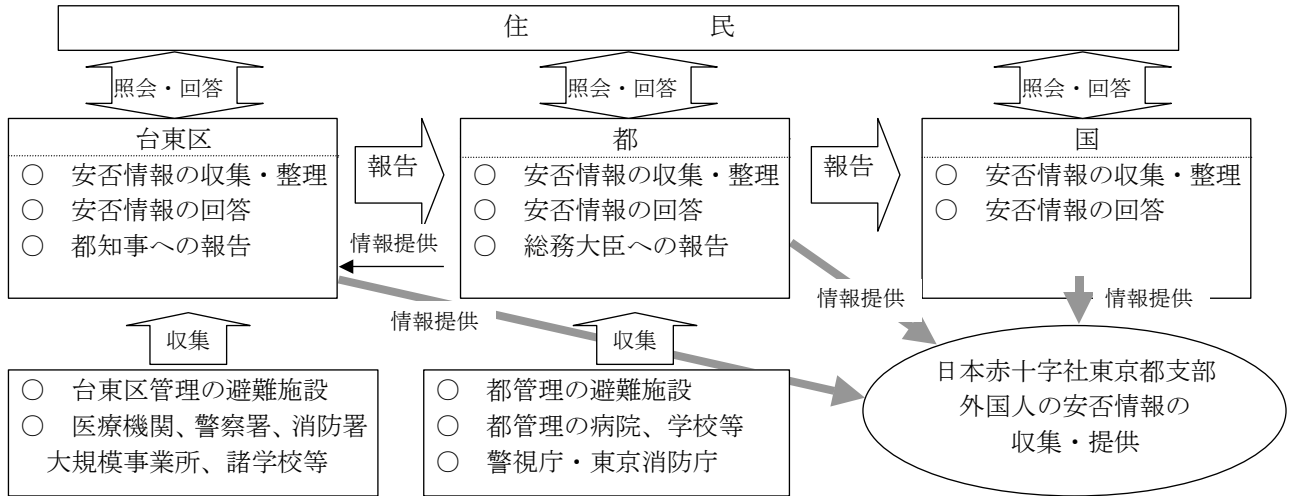 住　　　民
照会・回答
照会・回答
照会・回答
台東区
○　安否情報の収集・整理
○　安否情報の回答
○　都知事への報告
報告
情報提供
都
○　安否情報の収集・整理
○　安否情報の回答
○　総務大臣への報告
報告
国
○　安否情報の収集・整理
○　安否情報の回答
情報提供
情報提供
情報提供
収集
収集
○　台東区管理の避難施設
○　医療機関、警察署、消防署
大規模事業所、諸学校等
○　都管理の避難施設
○　都管理の病院、学校等
○　警視庁・東京消防庁
日本赤十字社東京都支部
外国人の安否情報の
収集・提供